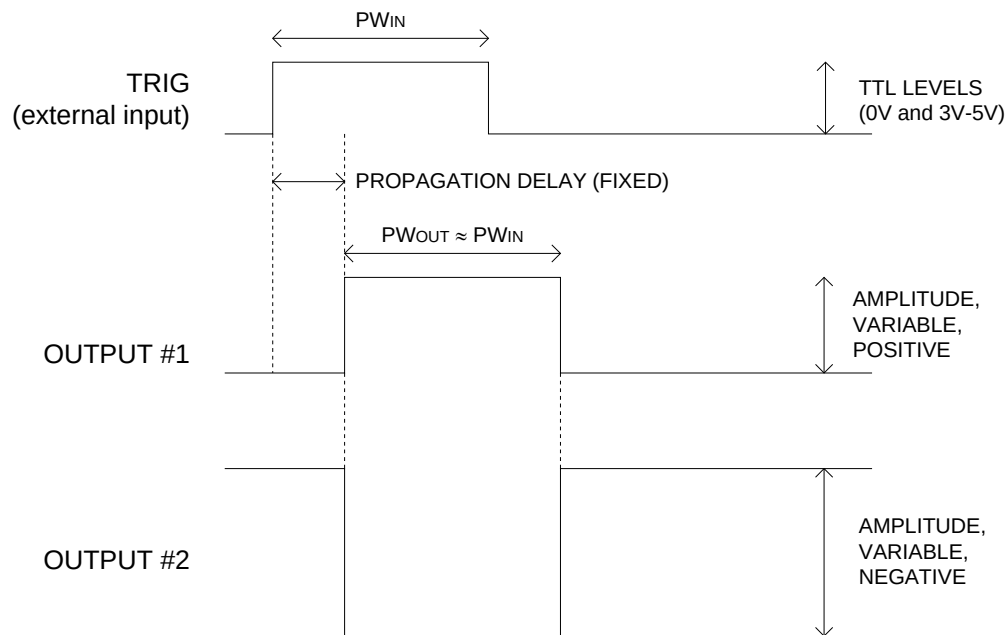 PWIN
TRIG
(external input)
TTL LEVELS
(0V and 3V-5V)
PROPAGATION DELAY (FIXED)
PWOUT ≈ PWIN
AMPLITUDE,
VARIABLE,
POSITIVE
OUTPUT #1
AMPLITUDE,
VARIABLE,
NEGATIVE
OUTPUT #2